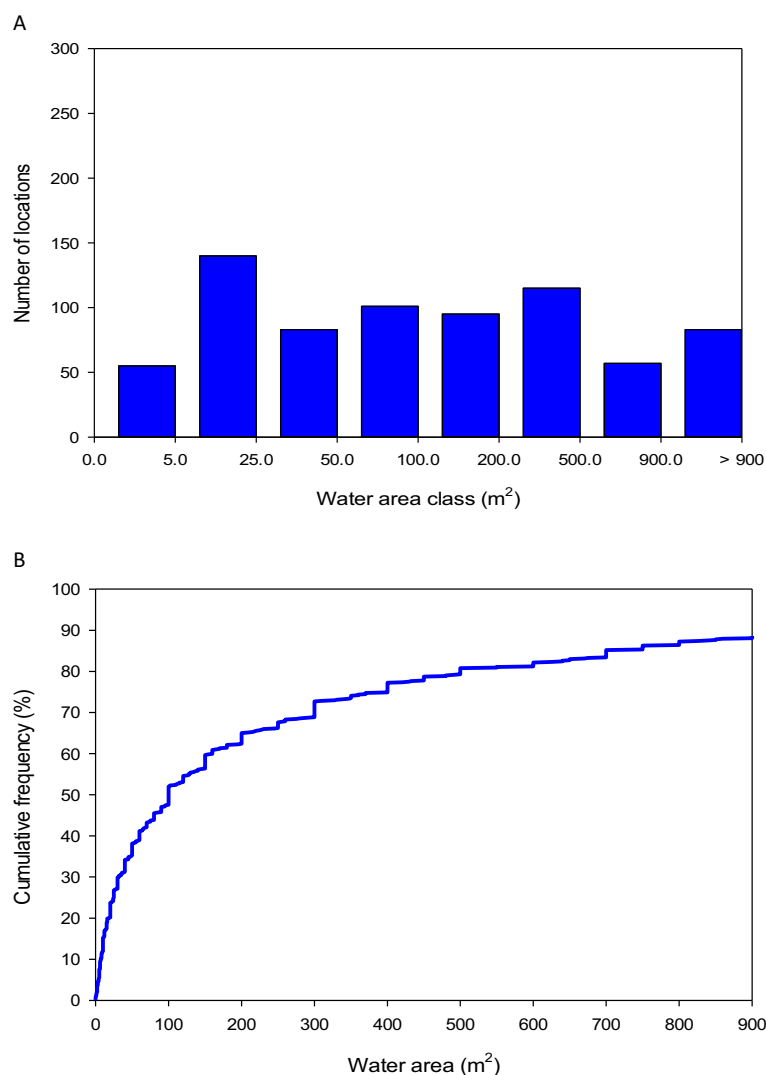 A
300
250
200
150
100
50
0
Number of locations
0.0 5.0 25.0 50.0 100.0 200.0 500.0 900.0 > 900
Water area class (m²)
B
100
90
80
70
60
50
40
30
20
10
0
Cumulative frequency (%)
0 100 200 300 400 500 600 700 800 900
Water area (m²)